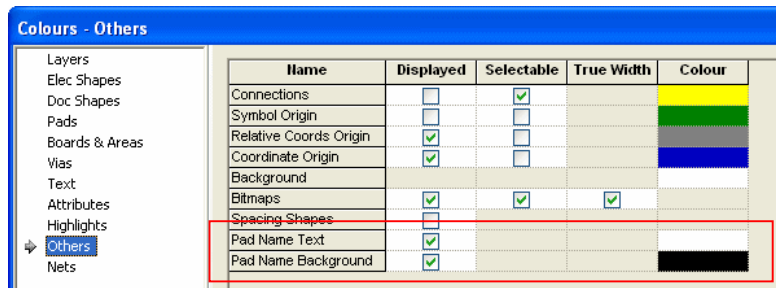 Colours - Others
Layers
Elec Shapes
Doc Shapes
Pads
Boards & Areas
Vias
Text
Attributes
Highlights
Others
Nets
Name Displayed Selectable True Width Colour
Connections
Symbol Origin
Relative Coords Origin
Coordinate Origin
Background
Bitmaps
Spacing Shapes
Pad Name Text
Pad Name Background